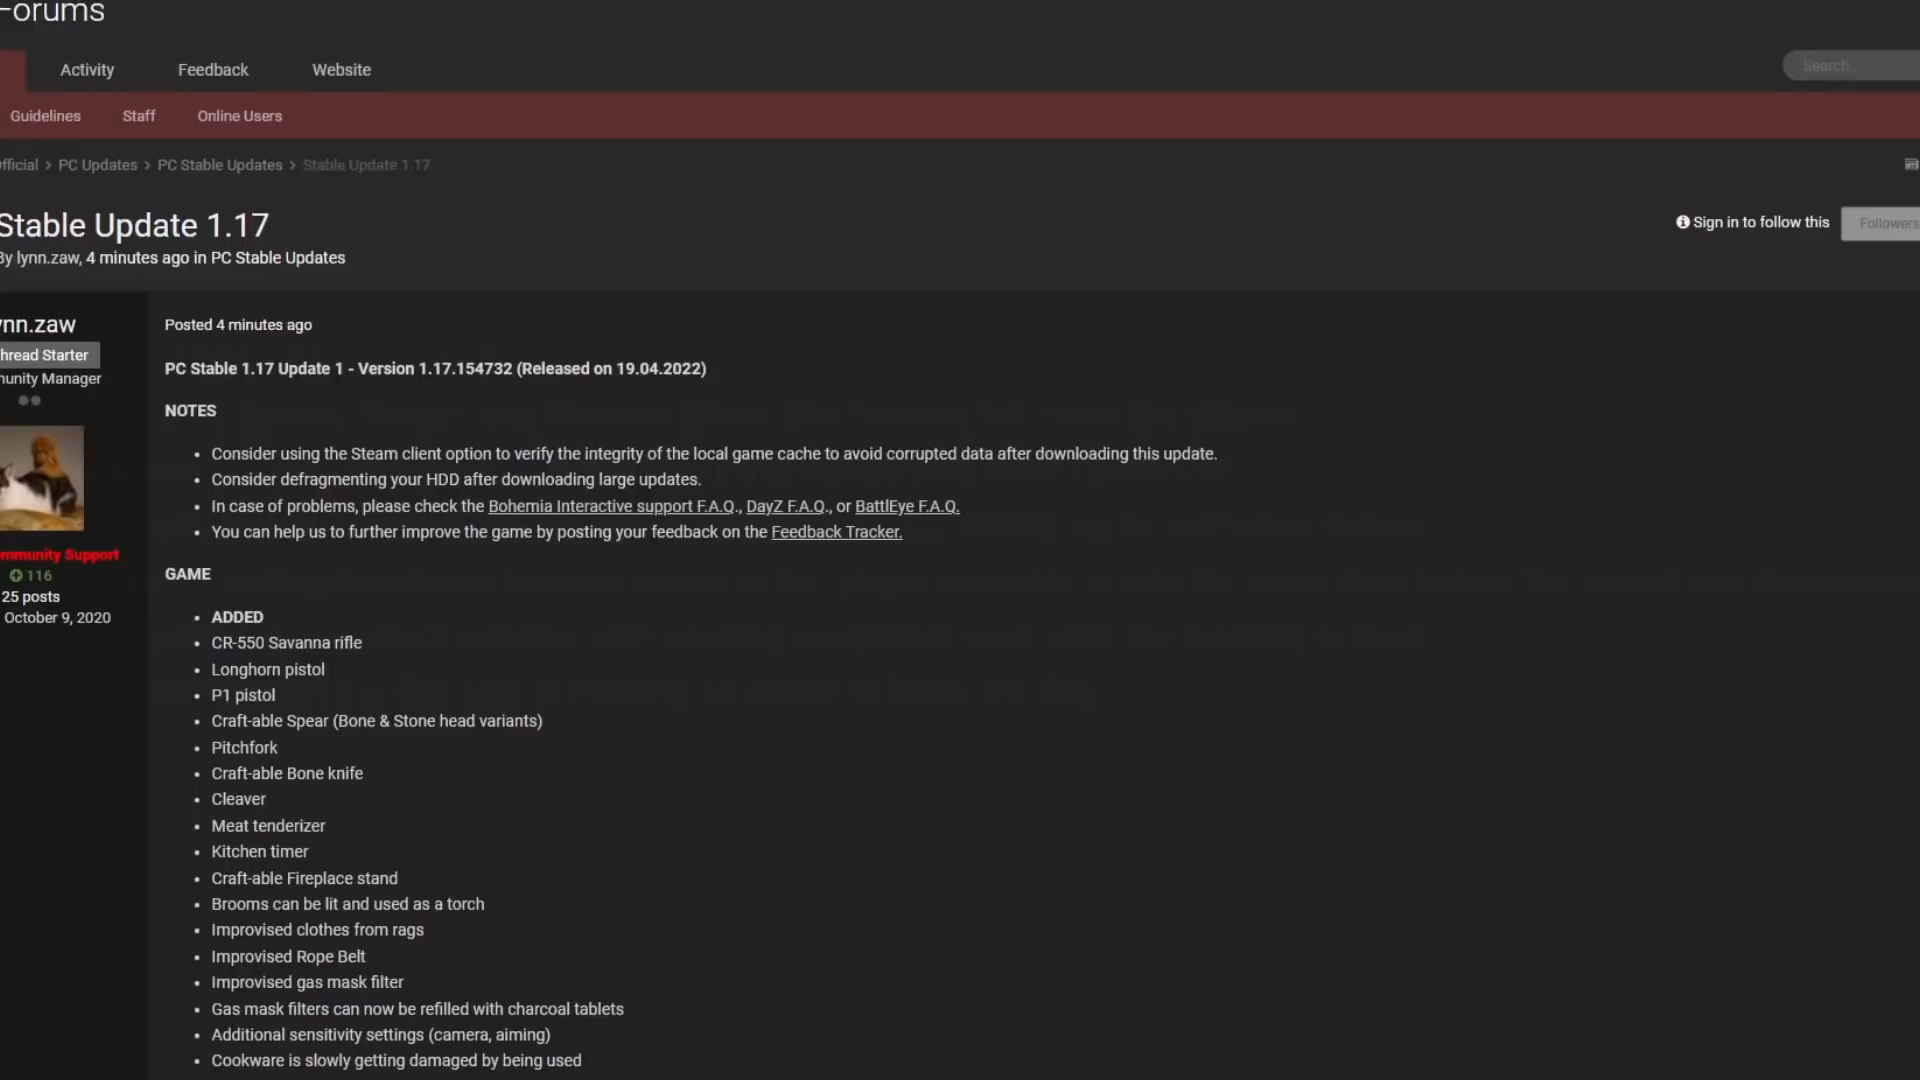 Forums
Activity Feedback Website
Search
Guidelines Staff Online Users
fficial > PC Updates > PC Stable Updates > Stable Update 1.17
Stable Update 1.17
Sign in to follow this Followers
By lynn.zaw, 4 minutes ago in PC Stable Updates
ynn.zaw
hread Starter
unity Manager
mmunity Support
116
25 posts
October 9, 2020
Posted 4 minutes ago
PC Stable 1.17 Update 1 - Version 1.17.154732 (Released on 19.04.2022)
NOTES
• Consider using the Steam client option to verify the integrity of the local game cache to avoid corrupted data after downloading this update.
• Consider defragmenting your HDD after downloading large updates.
• In case of problems, please check the Bohemia Interactive support F.A.Q., DayZ F.A.Q., or BattlEye F.A.Q.
• You can help us to further improve the game by posting your feedback on the Feedback Tracker.
GAME
• ADDED
• CR-550 Savanna rifle
• Longhorn pistol
• P1 pistol
• Craft-able Spear (Bone & Stone head variants)
• Pitchfork
• Craft-able Bone knife
• Cleaver
• Meat tenderizer
• Kitchen timer
• Craft-able Fireplace stand
• Brooms can be lit and used as a torch
• Improvised clothes from rags
• Improvised Rope Belt
• Improvised gas mask filter
• Gas mask filters can now be refilled with charcoal tablets
• Additional sensitivity settings (camera, aiming)
• Cookware is slowly getting damaged by being used